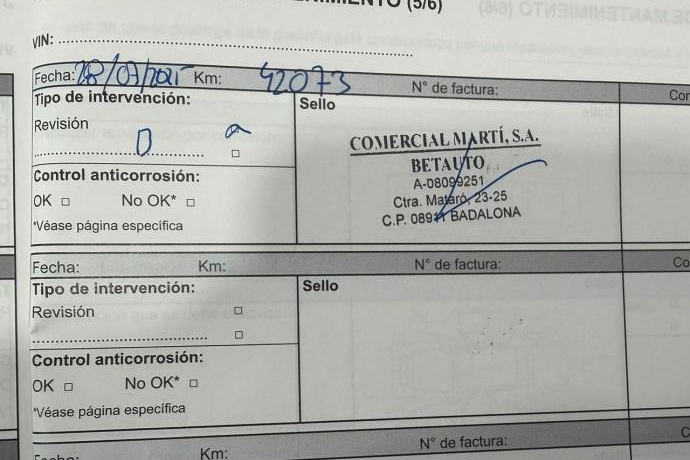 (5/6)
VIN:
Fecha: 28/07/2021 Km: 42073 N° de factura:
Tipo de intervención: Sello
Revisión
D a
Control anticorrosión:
OK No OK*
*Véase página específica
COMERCIAL MARTÍ, S.A.
BETAUTO
A-08099251
Ctra. Mataró, 23-25
C.P. 08911 BADALONA
Fecha: Km: N° de factura:
Tipo de intervención: Sello
Revisión
Control anticorrosión:
OK No OK*
*Véase página específica
Fecha: Km: N° de factura: